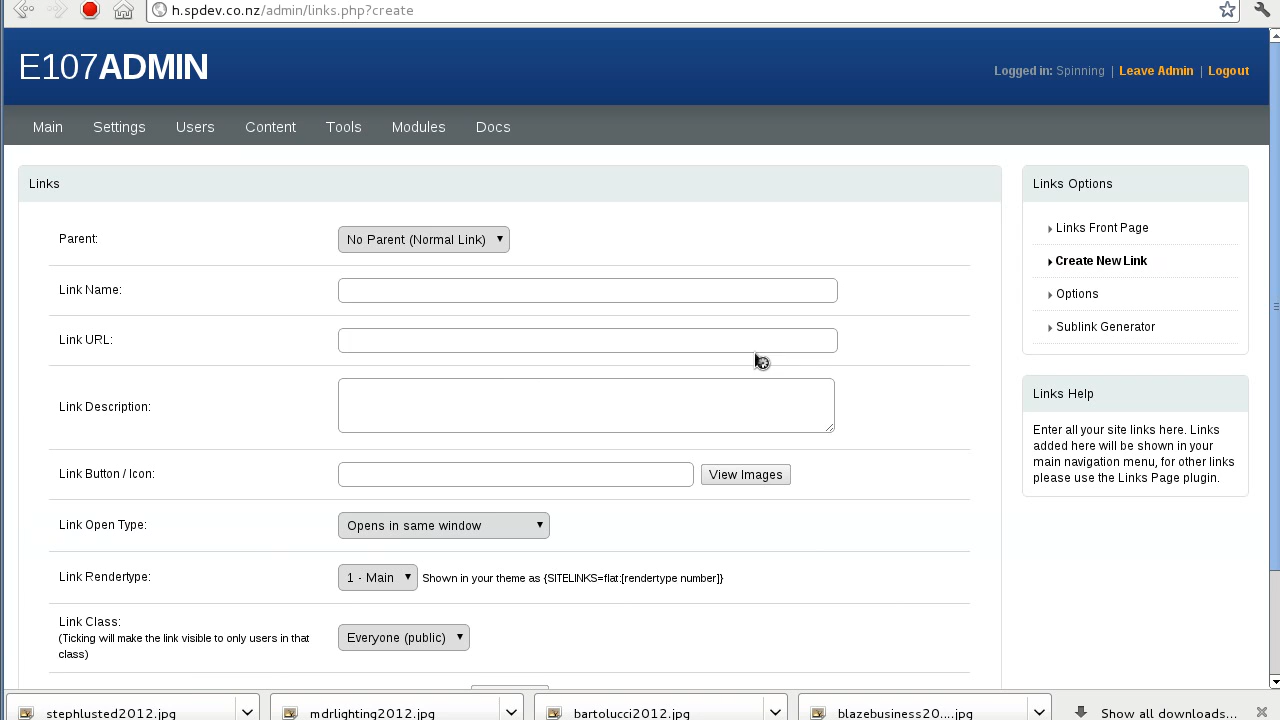 h.spdev.co.nz/admin/links.php?create
E107ADMIN
Logged in: Spinning | Leave Admin | Logout
Main Settings Users Content Tools Modules Docs
Links
Parent:
No Parent (Normal Link)
Link Name:
Link URL:
Link Description:
Link Button / Icon:
View Images
Link Open Type:
Opens in same window
Link Rendertype:
1 - Main
Shown in your theme as {SITELINKS=flat:[rendertype number]}
Link Class:
(Ticking will make the link visible to only users in that
class)
Everyone (public)
Links Options
Links Front Page
Create New Link
Options
Sublink Generator
Links Help
Enter all your site links here. Links
added here will be shown in your
main navigation menu, for other links
please use the Links Page plugin.
stephlusted2012.jpg
mdrlighting2012.jpg
bartolucci2012.jpg
blazebusiness20....jpg
Show all downloads...